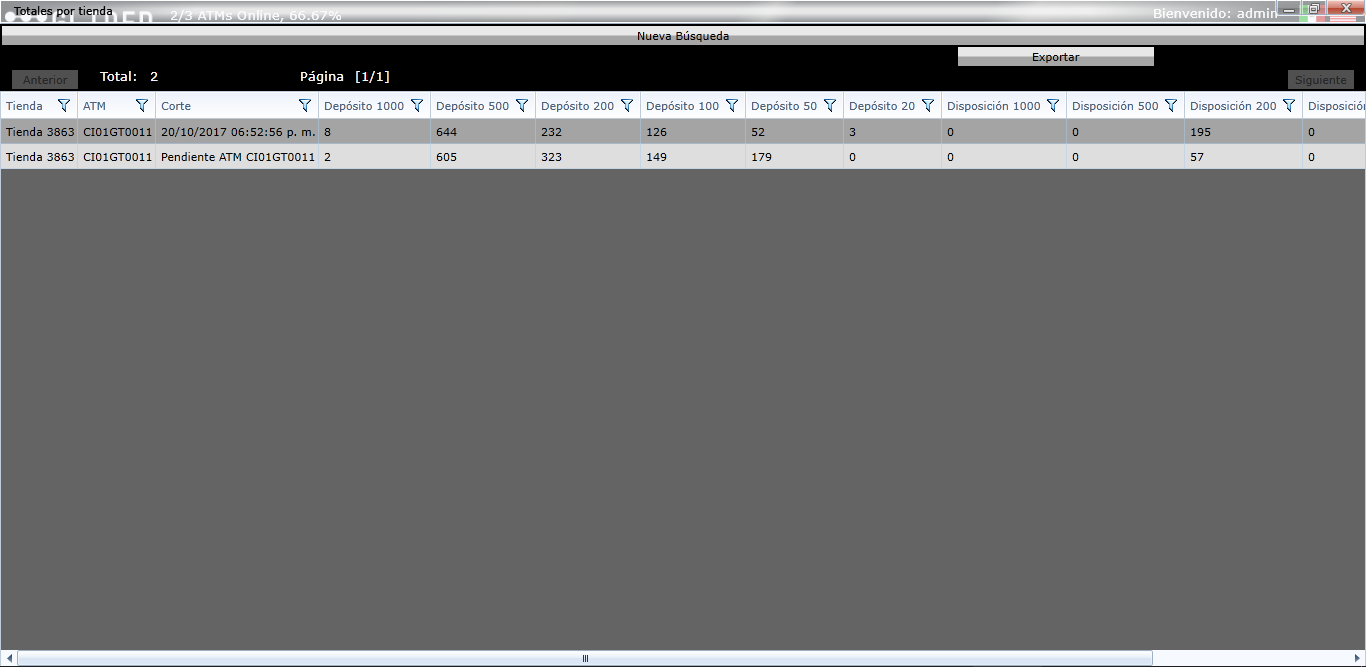 Totales por tienda
2/3 ATMs Online, 66.67%
Bienvenido: admin
Nueva Búsqueda
Exportar
Anterior Total: 2 Página [1/1] Siguiente
Tienda ATM Corte Depósito 1000 Depósito 500 Depósito 200 Depósito 100 Depósito 50 Depósito 20 Disposición 1000 Disposición 500 Disposición 200 Disposición
Tienda 3863 CI01GT0011 20/10/2017 06:52:56 p. m. 8 644 232 126 52 3 0 0 195 0
Tienda 3863 CI01GT0011 Pendiente ATM CI01GT0011 2 605 323 149 179 0 0 0 57 0